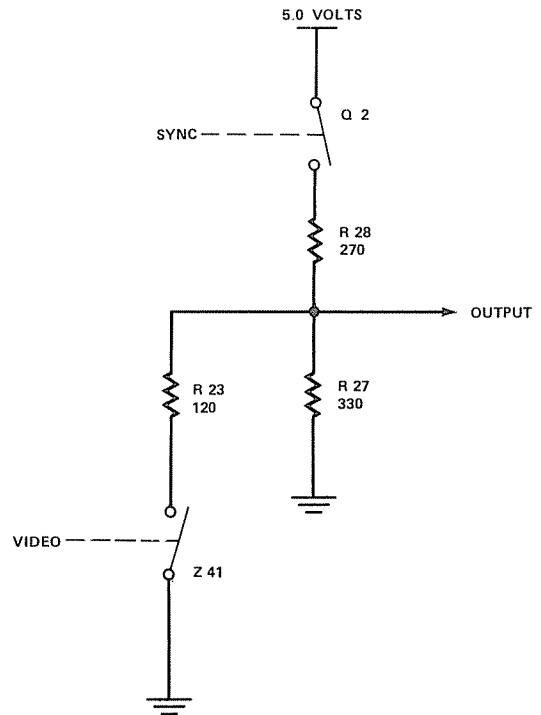 5.0 VOLTS
Q 2
SYNC
R 28
270
OUTPUT
R 23
120
R 27
330
VIDEO
Z 41